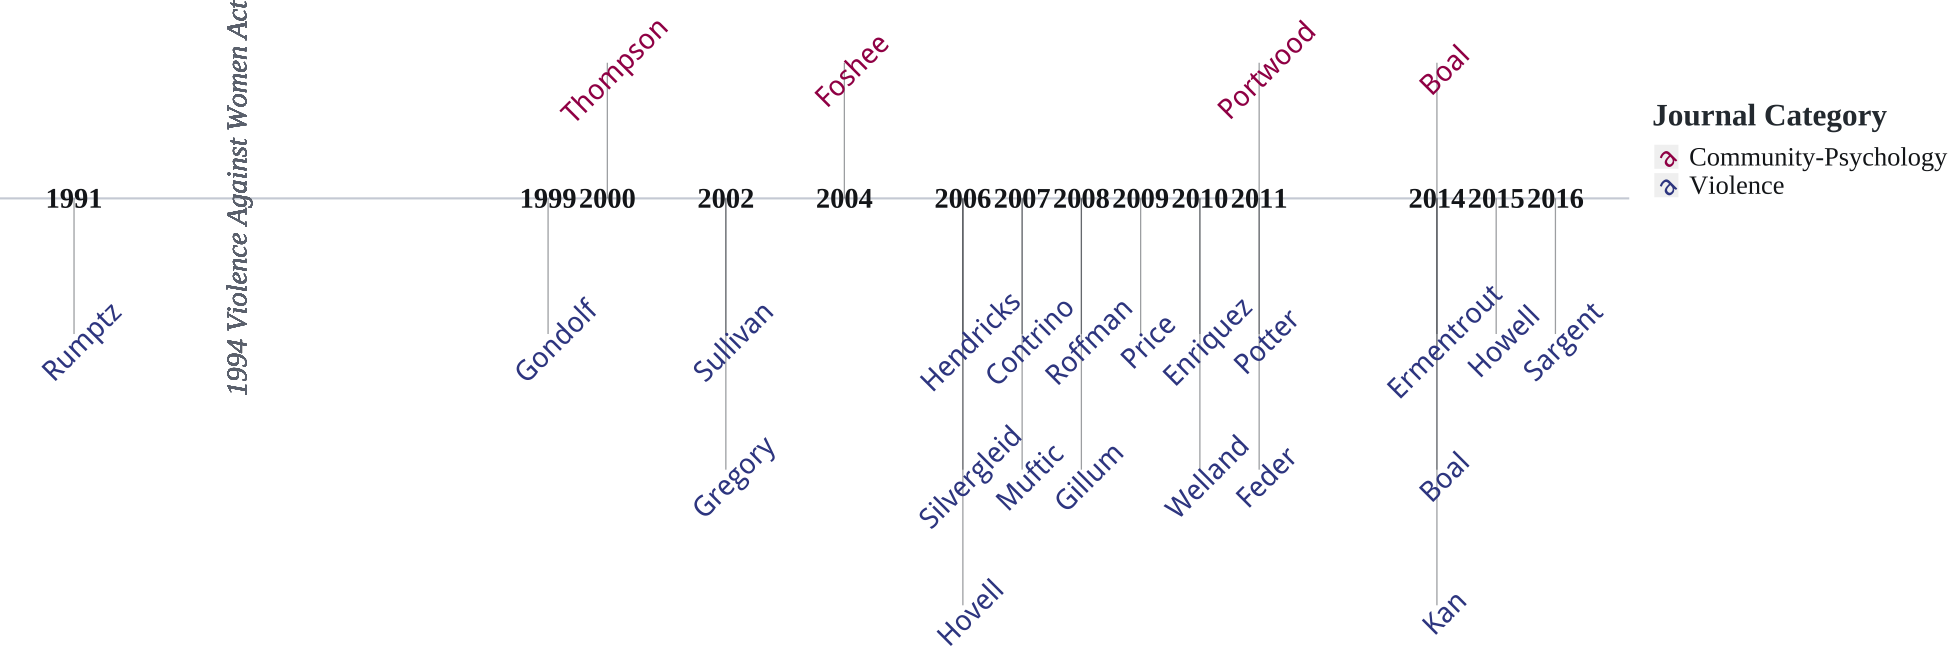 1994 Violence Against Women Act
Thompson
Foshee
Portwood
Boal
1991 1999 2000 2002 2004 2006 2007 2008 2009 2010 2011 2014 2015 2016
Rumptz
Gondolf
Sullivan
Hendricks
Contrino
Roffman
Price
Enriquez
Potter
Ermentrout
Howell
Sargent
Gregory
Silvergleid
Muftic
Gillum
Welland
Feder
Boal
Hovell
Kan
Journal Category
a Community-Psychology
a Violence